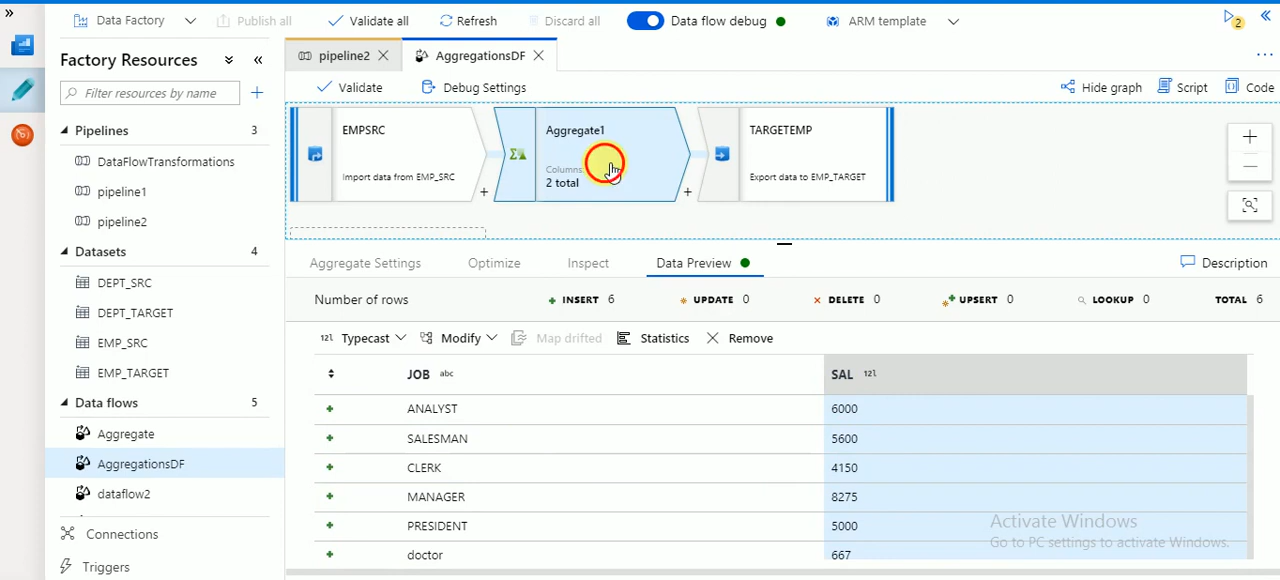 »
Data Factory
Publish all
Validate all
Refresh
Discard all
Data flow debug
ARM template
2
«
Factory Resources
«
pipeline2
AggregationsDF
...
Filter resources by name
+
Validate
Debug Settings
Hide graph
Script
Code
Pipelines 3
DataFlowTransformations
pipeline1
pipeline2
Datasets 4
DEPT_SRC
DEPT_TARGET
EMP_SRC
EMP_TARGET
Data flows 5
Aggregate
AggregationsDF
dataflow2
Connections
Triggers
EMPSRC
Import data from EMP_SRC
+
Aggregate1
Columns:
2 total
+
TARGETEMP
Export data to EMP_TARGET
Aggregate Settings
Optimize
Inspect
Data Preview
Description
Number of rows
+ INSERT 6
UPDATE 0
× DELETE 0
UPSERT 0
LOOKUP 0
TOTAL 6
12l Typecast
Modify
Map drifted
Statistics
Remove
JOB abc SAL 12l
+ ANALYST 6000
+ SALESMAN 5600
+ CLERK 4150
+ MANAGER 8275
+ PRESIDENT 5000
+ doctor 667
Activate Windows
Go to PC settings to activate Windows.